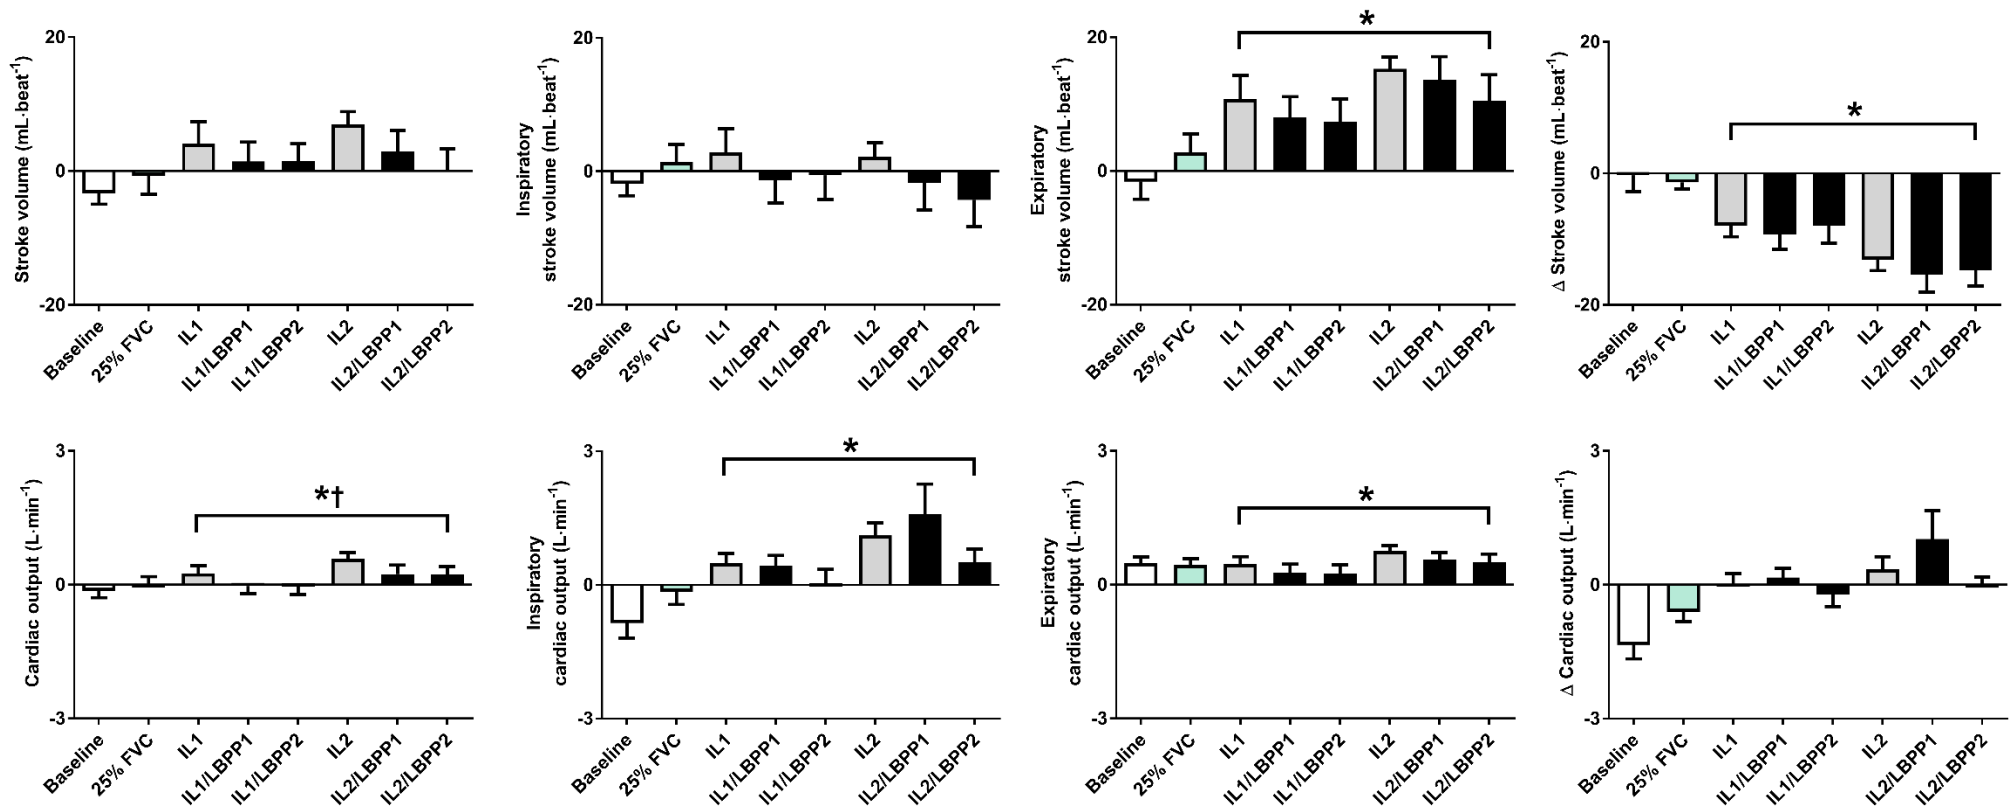 20
0
-20
Stroke volume (mL·beat⁻¹)
Baseline
25% FVC
IL1
IL1/LBPP1
IL1/LBPP2
IL2
IL2/LBPP1
IL2/LBPP2
20
0
-20
Inspiratory
stroke volume (mL·beat⁻¹)
Baseline
25% FVC
IL1
IL1/LBPP1
IL1/LBPP2
IL2
IL2/LBPP1
IL2/LBPP2
*
20
0
-20
Expiratory
stroke volume (mL·beat⁻¹)
Baseline
25% FVC
IL1
IL1/LBPP1
IL1/LBPP2
IL2
IL2/LBPP1
IL2/LBPP2
*
20
0
-20
Δ Stroke volume (mL·beat⁻¹)
Baseline
25% FVC
IL1
IL1/LBPP1
IL1/LBPP2
IL2
IL2/LBPP1
IL2/LBPP2
*†
3
0
-3
Cardiac output (L·min⁻¹)
Baseline
25% FVC
IL1
IL1/LBPP1
IL1/LBPP2
IL2
IL2/LBPP1
IL2/LBPP2
*
3
0
-3
Inspiratory
cardiac output (L·min⁻¹)
Baseline
25% FVC
IL1
IL1/LBPP1
IL1/LBPP2
IL2
IL2/LBPP1
IL2/LBPP2
*
3
0
-3
Expiratory
cardiac output (L·min⁻¹)
Baseline
25% FVC
IL1
IL1/LBPP1
IL1/LBPP2
IL2
IL2/LBPP1
IL2/LBPP2
3
0
-3
Δ Cardiac output (L·min⁻¹)
Baseline
25% FVC
IL1
IL1/LBPP1
IL1/LBPP2
IL2
IL2/LBPP1
IL2/LBPP2